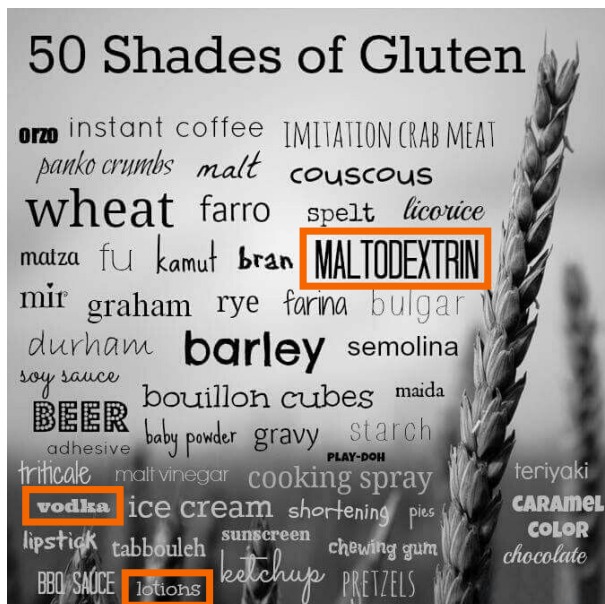 50 Shades of Gluten
orzo instant coffee IMITATION CRAB MEAT
panko crumbs malt couscous
wheat farro spelt licorice
matza fu kamut bran MALTODEXTRIN
mir graham rye farina bulgar
durham barley semolina
soy sauce bouillon cubes maida
BEER baby powder gravy starch
adhesive PLAY-DOH
triticale malt vinegar cooking spray teriyaki
vodka ice cream shortening pies CARAMEL COLOR
lipstick tabbouleh sunscreen chewing gum chocolate
BBQ SAUCE lotions ketchup PRETZELS